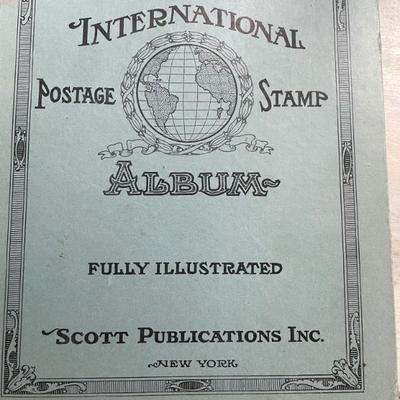 INTERNATIONAL
POSTAGE STAMP
ALBUM
FULLY ILLUSTRATED
SCOTT PUBLICATIONS INC.
NEW YORK